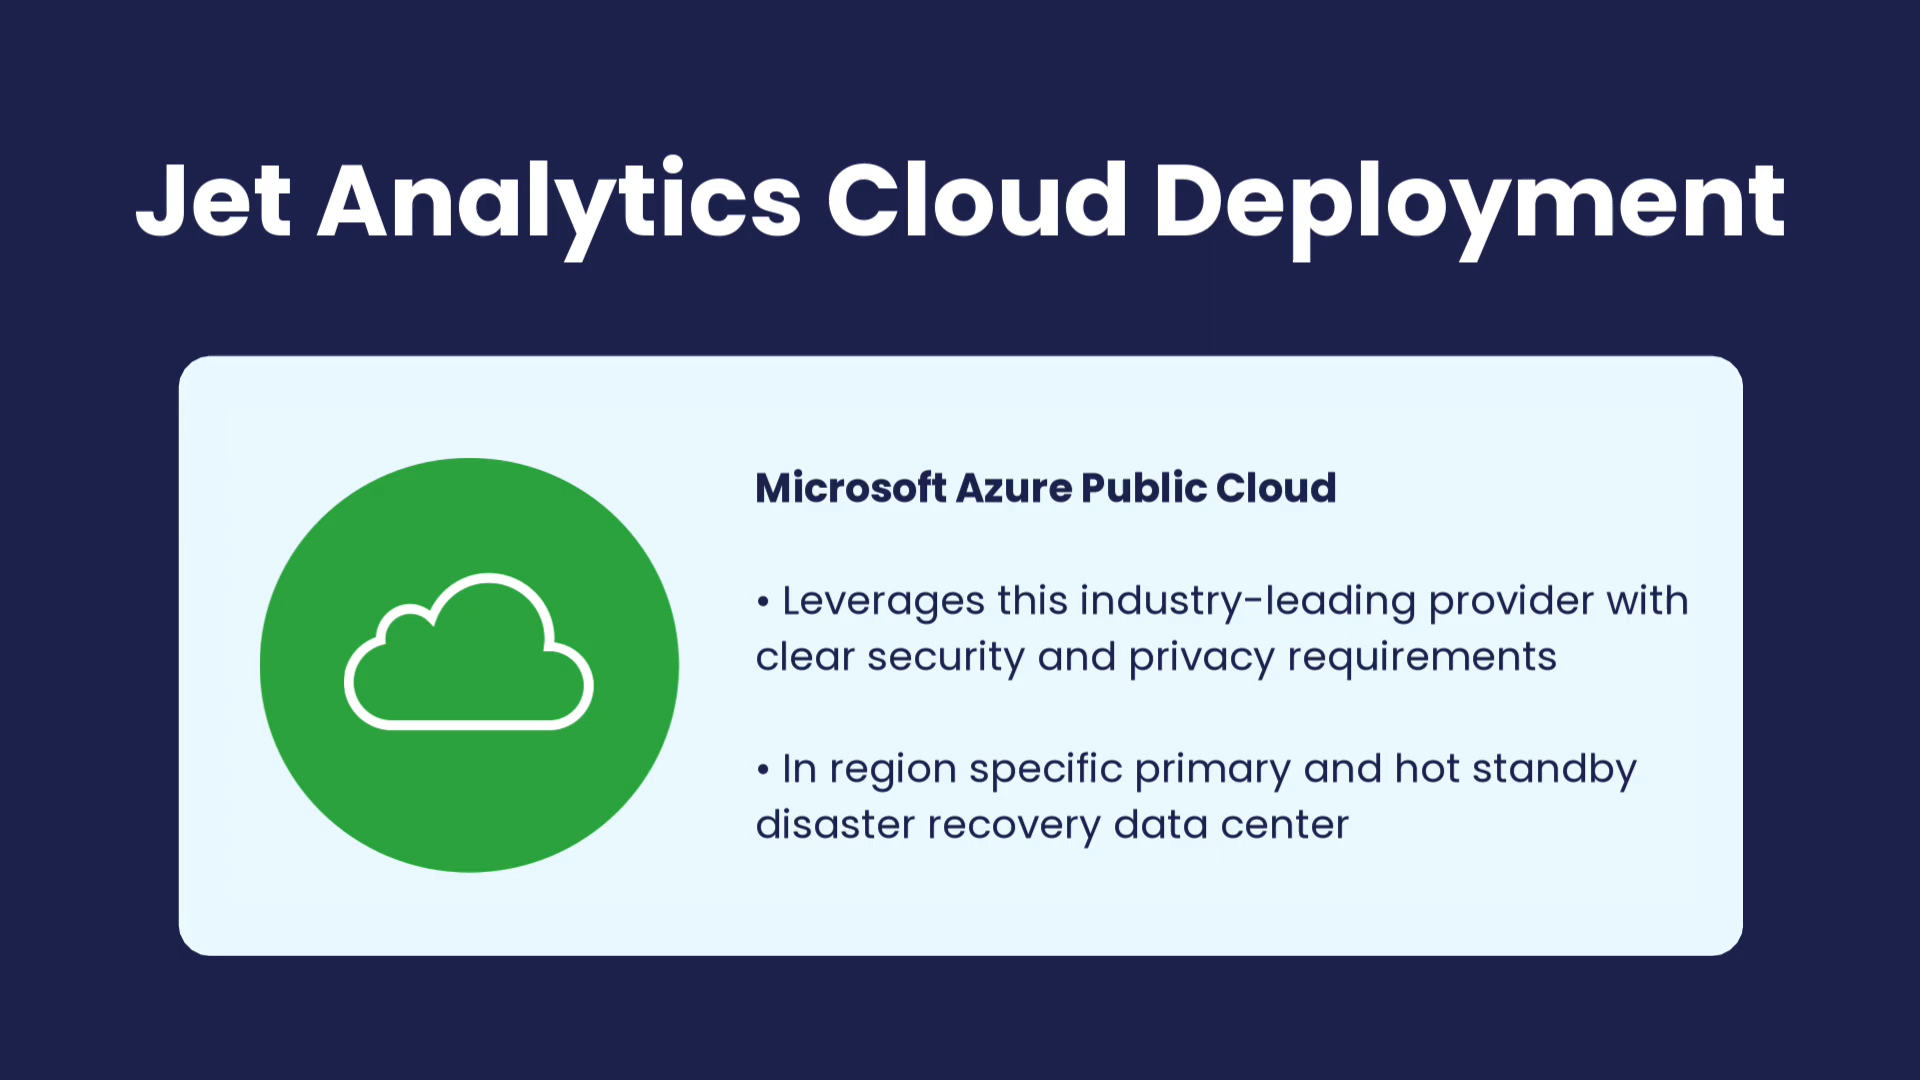 Jet Analytics Cloud Deployment
Microsoft Azure Public Cloud
• Leverages this industry-leading provider with
clear security and privacy requirements
• In region specific primary and hot standby
disaster recovery data center